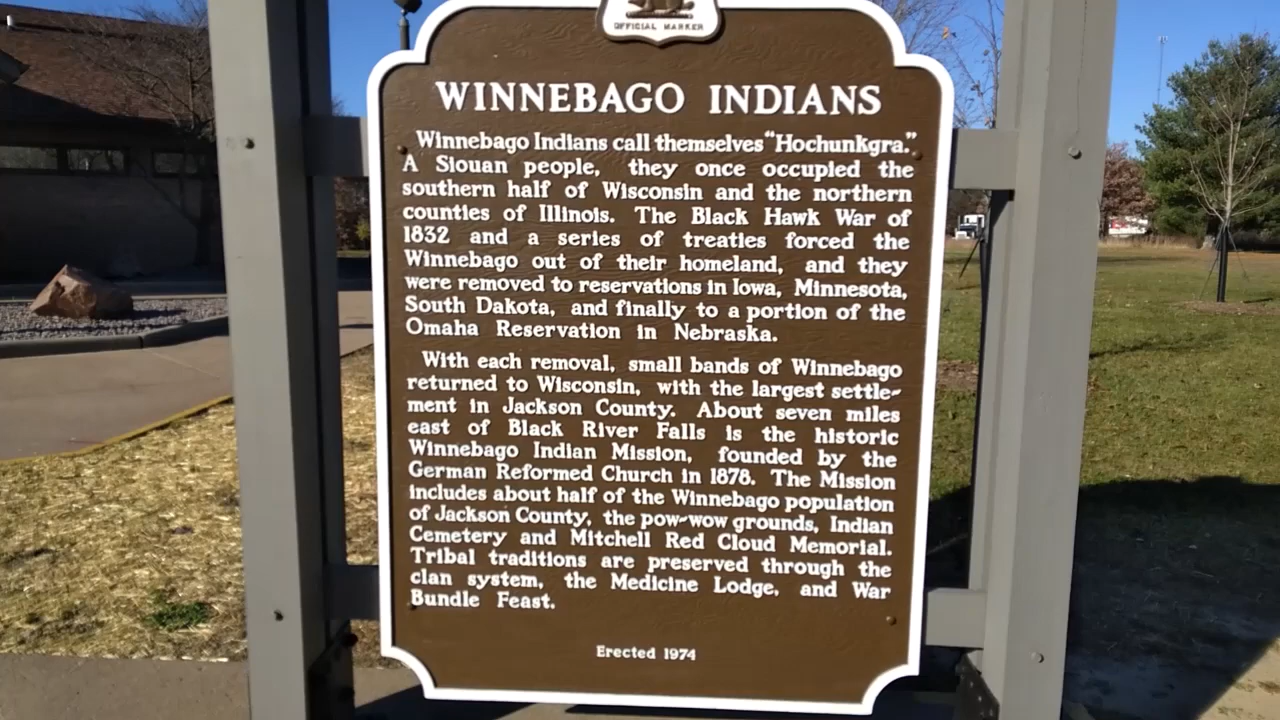 OFFICIAL MARKER
WINNEBAGO INDIANS
Winnebago Indians call themselves "Hochunkgra."
A Siouan people, they once occupied the
southern half of Wisconsin and the northern
counties of Illinois. The Black Hawk War of
1832 and a series of treaties forced the
Winnebago out of their homeland, and they
were removed to reservations in Iowa, Minnesota,
South Dakota, and finally to a portion of the
Omaha Reservation in Nebraska.
With each removal, small bands of Winnebago
returned to Wisconsin, with the largest settle-
ment in Jackson County. About seven miles
east of Black River Falls is the historic
Winnebago Indian Mission, founded by the
German Reformed Church in 1878. The Mission
includes about half of the Winnebago population
of Jackson County, the pow-wow grounds, Indian
Cemetery and Mitchell Red Cloud Memorial.
Tribal traditions are preserved through the
clan system, the Medicine Lodge, and War
Bundle Feast.
Erected 1974